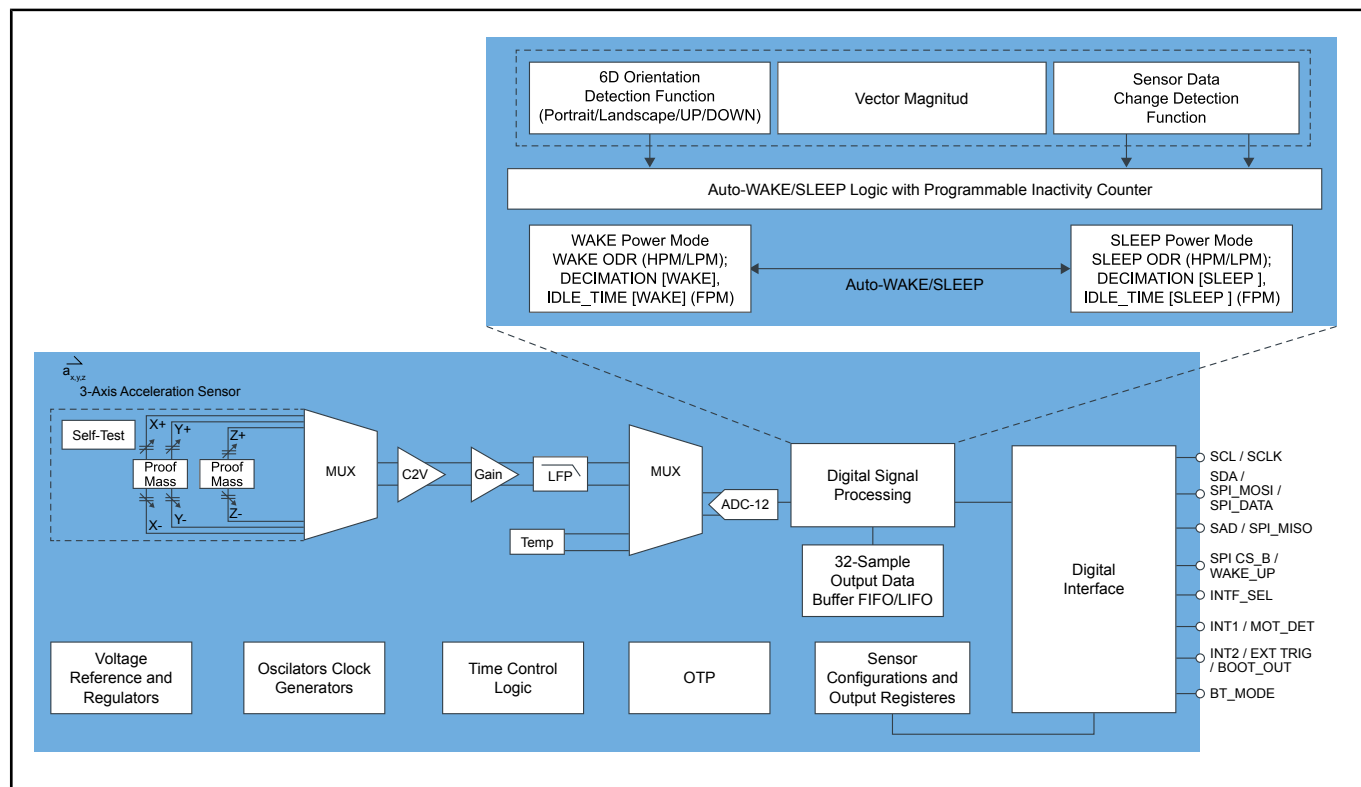 6D Orientation
Detection Function
(Portrait/Landscape/UP/DOWN)
Vector Magnitud
Sensor Data
Change Detection
Function
Auto-WAKE/SLEEP Logic with Programmable Inactivity Counter
WAKE Power Mode
WAKE ODR (HPM/LPM);
DECIMATION [WAKE],
IDLE_TIME [WAKE] (FPM)
Auto-WAKE/SLEEP
SLEEP Power Mode
SLEEP ODR (HPM/LPM);
DECIMATION [SLEEP ],
IDLE_TIME [SLEEP ] (FPM)
a x,y,z
3-Axis Acceleration Sensor
Self-Test
X+
Y+
Z+
Proof
Mass
Proof
Mass
X-
Y-
Z-
MUX
C2V
Gain
LFP
Temp
MUX
ADC-12
Digital Signal
Processing
32-Sample
Output Data
Buffer FIFO/LIFO
Digital
Interface
SCL / SCLK
SDA /
SPI_MOSI /
SPI_DATA
SAD / SPI_MISO
SPI CS_B /
WAKE_UP
INTF_SEL
INT1 / MOT_DET
INT2 / EXT TRIG
/ BOOT_OUT
BT_MODE
Voltage
Reference and
Regulators
Oscilators Clock
Generators
Time Control
Logic
OTP
Sensor
Configurations and
Output Registeres